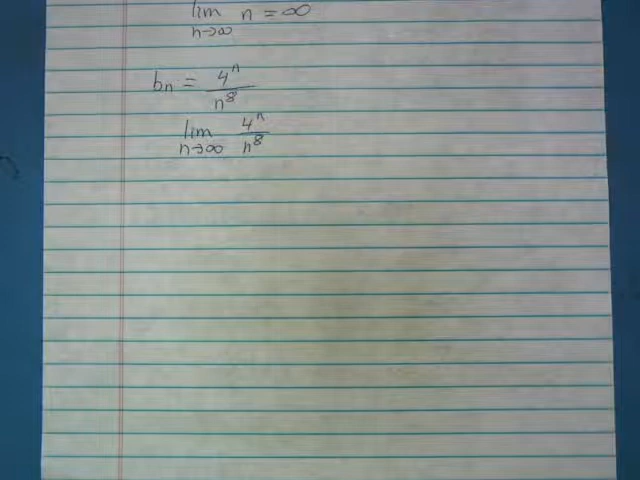 lim n = ∞
n→∞
bn = 4^n / n^8
lim 4^n / n^8
n→∞